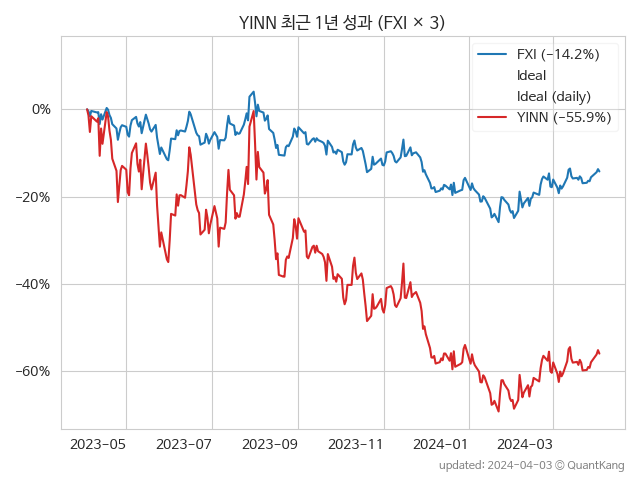 YINN 최근 1년 성과 (FXI × 3)
FXI (−14.2%)
Ideal
Ideal (daily)
YINN (−55.9%)
0%
−20%
−40%
−60%
2023-05 2023-07 2023-09 2023-11 2024-01 2024-03
updated: 2024-04-03 © QuantKang